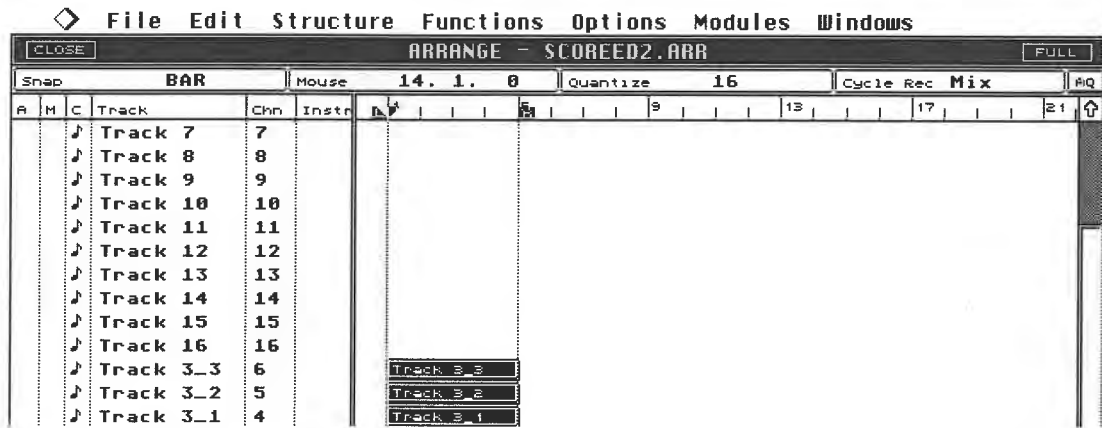 File Edit Structure Functions Options Modules Windows
CLOSE ARRANGE - SCOREED2.ARR FULL
Snap BAR Mouse 14. 1. 0 Quantize 16 Cycle Rec Mix AQ
A M C Track Chn Instr 1 5 9 13 17 21
Track 7 7
Track 8 8
Track 9 9
Track 10 10
Track 11 11
Track 12 12
Track 13 13
Track 14 14
Track 15 15
Track 16 16
Track 3_3 6 Track 3_3
Track 3_2 5 Track 3_2
Track 3_1 4 Track 3_1